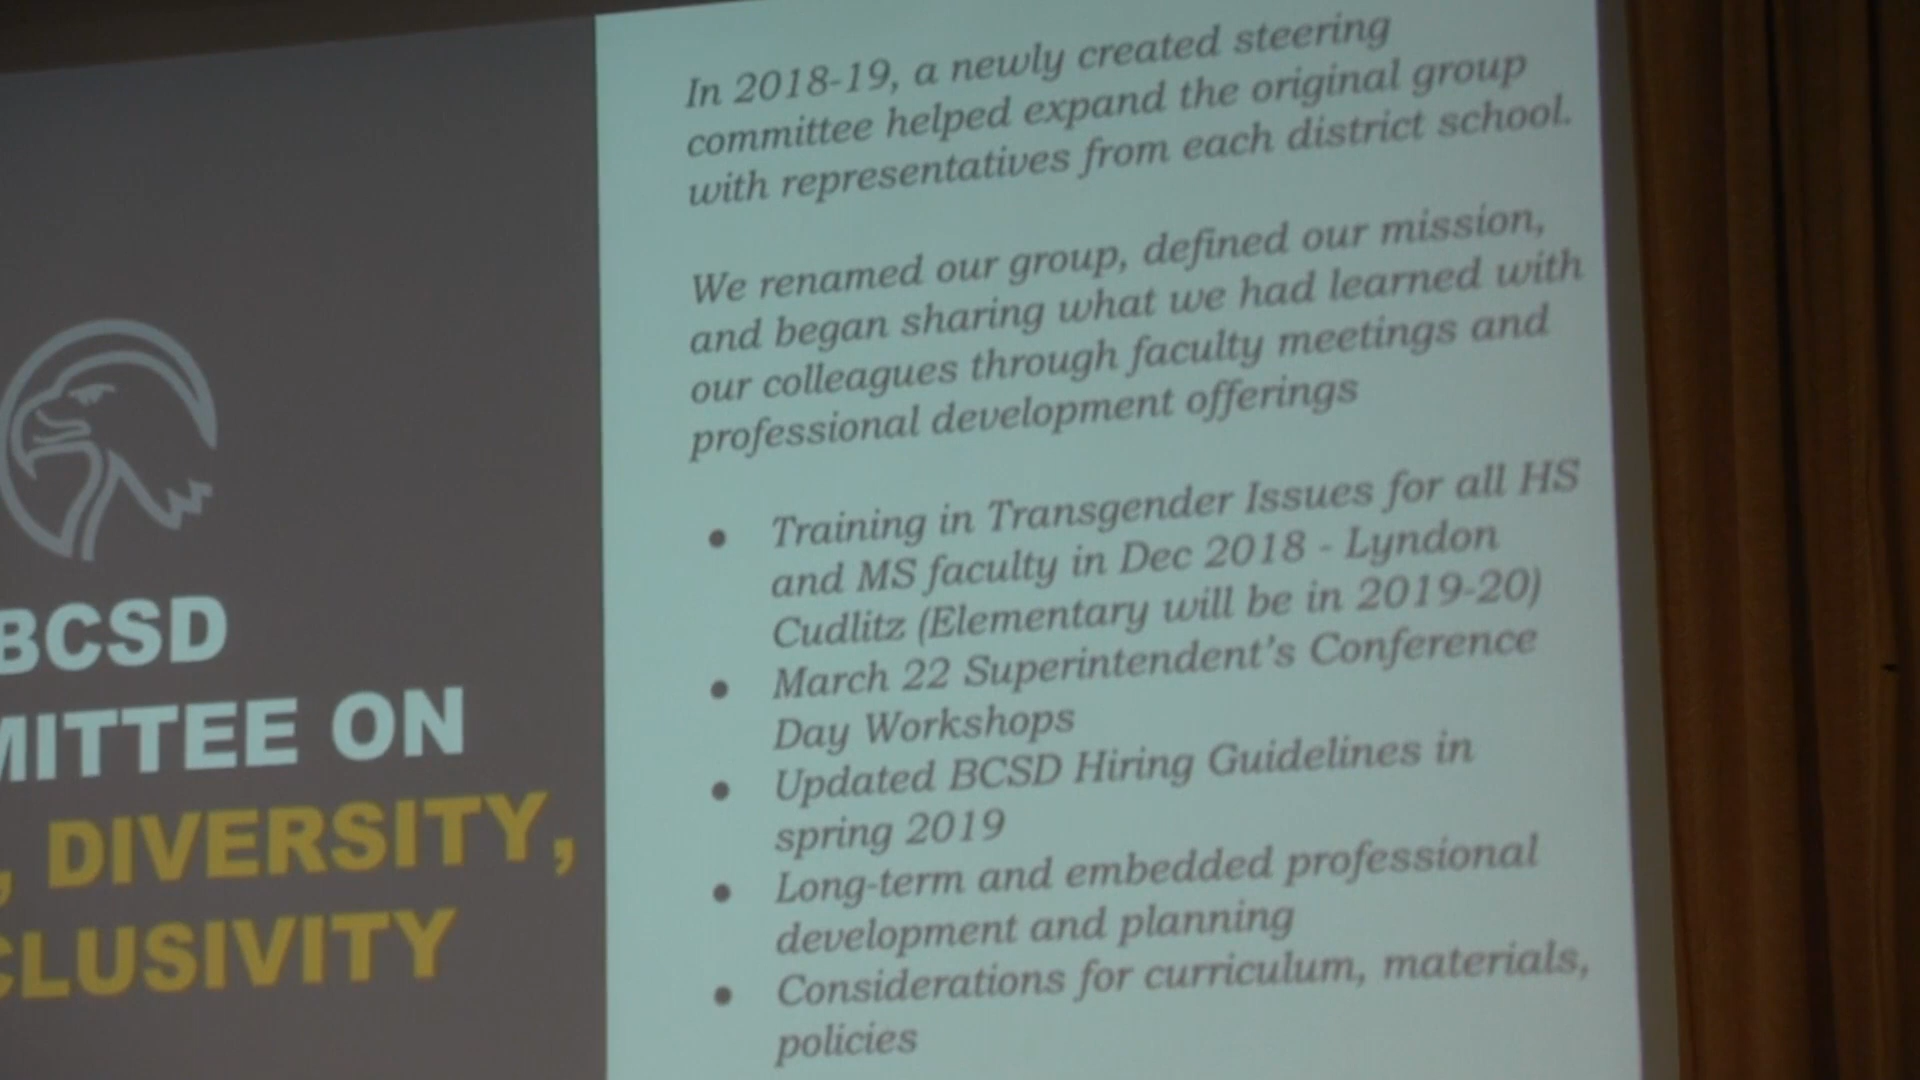 BCSD
MITTEE ON
, DIVERSITY,
CLUSIVITY
In 2018-19, a newly created steering
committee helped expand the original group
with representatives from each district school.
We renamed our group, defined our mission,
and began sharing what we had learned with
our colleagues through faculty meetings and
professional development offerings
● Training in Transgender Issues for all HS
and MS faculty in Dec 2018 - Lyndon
Cudlitz (Elementary will be in 2019-20)
● March 22 Superintendent’s Conference
Day Workshops
● Updated BCSD Hiring Guidelines in
spring 2019
● Long-term and embedded professional
development and planning
● Considerations for curriculum, materials,
policies